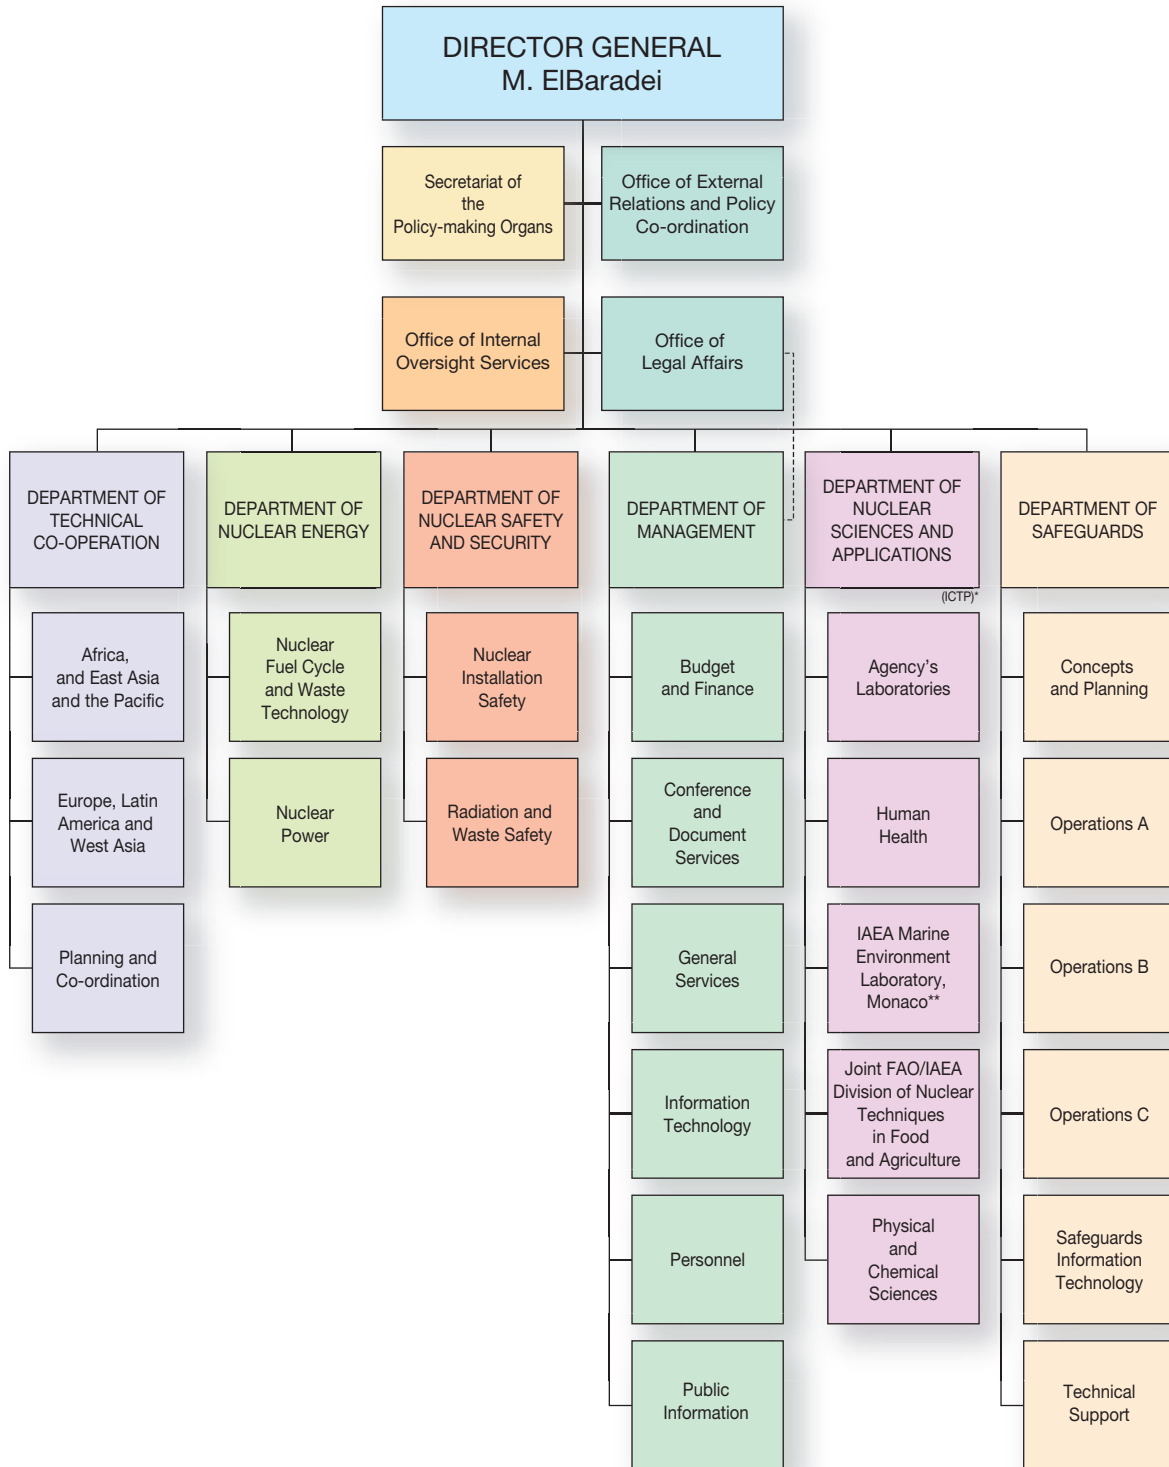 DIRECTOR GENERAL
M. ElBaradei
Secretariat of
the
Policy-making Organs
Office of External
Relations and Policy
Co-ordination
Office of Internal
Oversight Services
Office of
Legal Affairs
DEPARTMENT OF
TECHNICAL
CO-OPERATION
DEPARTMENT OF
NUCLEAR ENERGY
DEPARTMENT OF
NUCLEAR SAFETY
AND SECURITY
DEPARTMENT OF
MANAGEMENT
DEPARTMENT OF
NUCLEAR
SCIENCES AND
APPLICATIONS
(ICTP)*
DEPARTMENT OF
SAFEGUARDS
Africa,
and East Asia
and the Pacific
Europe, Latin
America and
West Asia
Planning and
Co-ordination
Nuclear
Fuel Cycle
and Waste
Technology
Nuclear
Power
Nuclear
Installation
Safety
Radiation and
Waste Safety
Budget
and Finance
Conference
and
Document
Services
General
Services
Information
Technology
Personnel
Public
Information
Agency's
Laboratories
Human
Health
IAEA Marine
Environment
Laboratory,
Monaco**
Joint FAO/IAEA
Division of Nuclear
Techniques
in Food
and Agriculture
Physical
and
Chemical
Sciences
Concepts
and Planning
Operations A
Operations B
Operations C
Safeguards
Information
Technology
Technical
Support